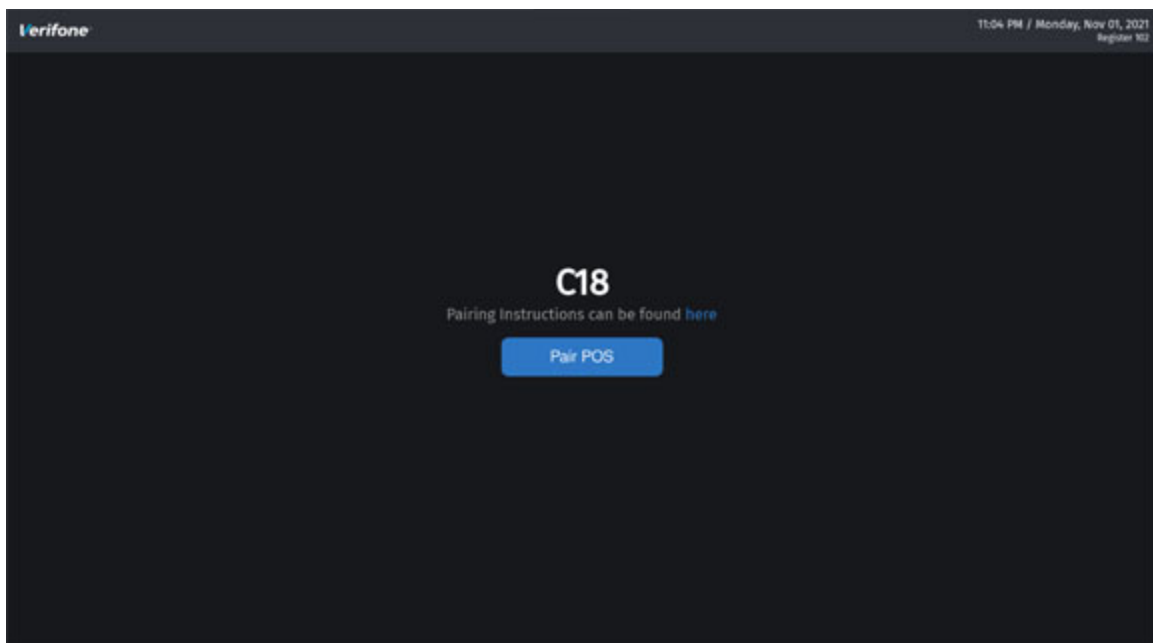 Verifone
11:04 PM / Monday, Nov 01, 2021
Register 102
C18
Pairing Instructions can be found here
Pair POS